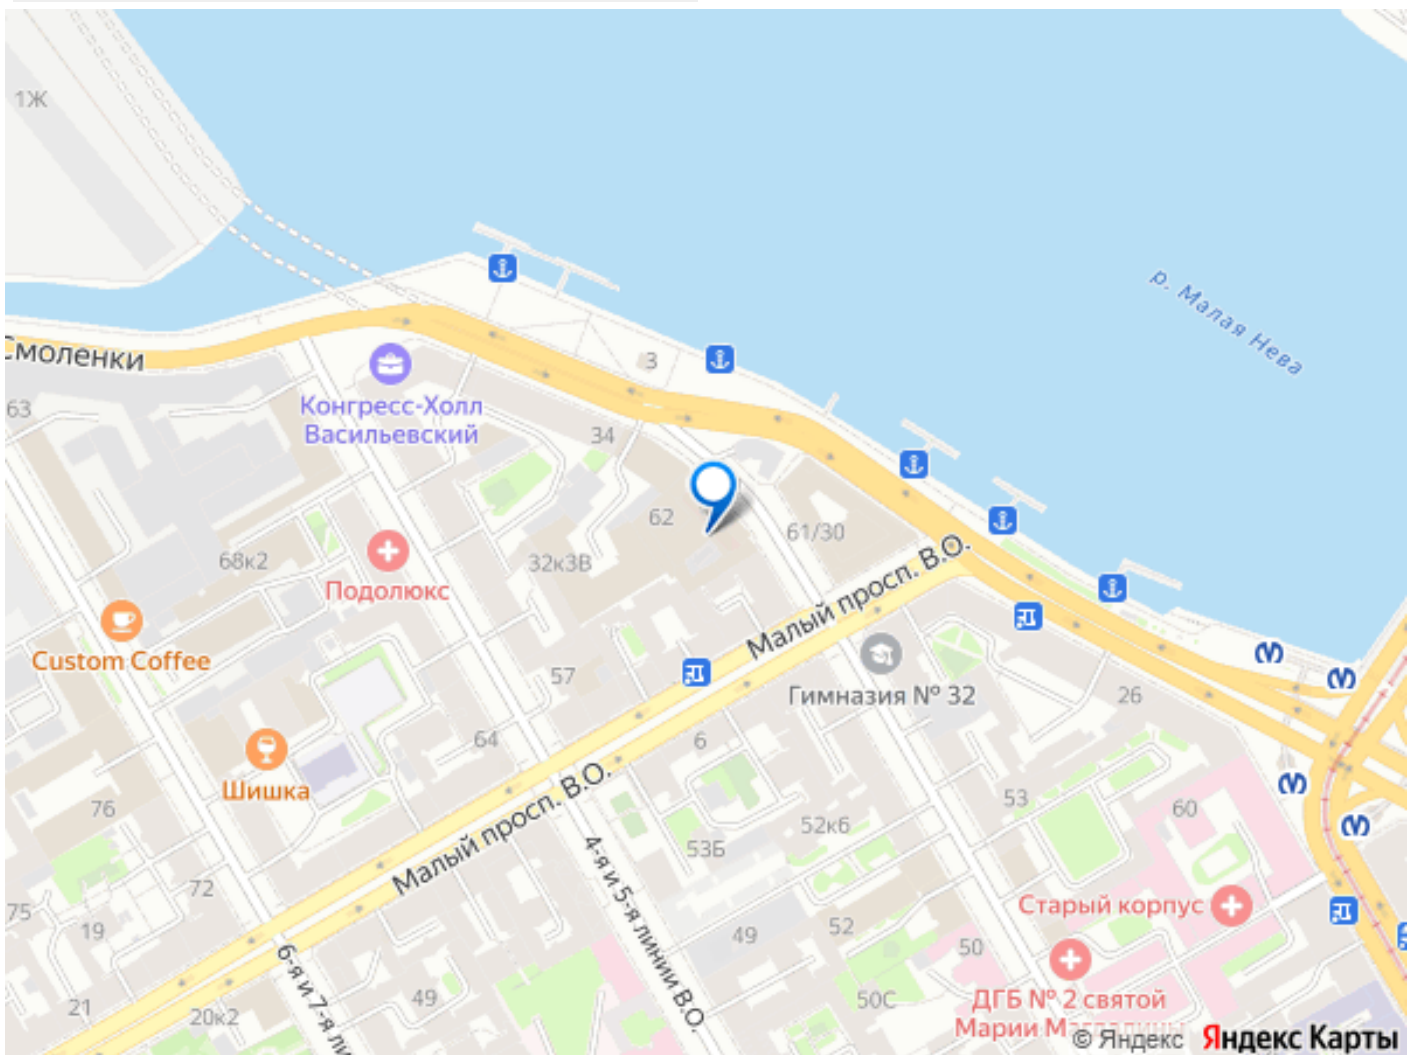 1Ж
р. Малая Нева
Смоленки
3
63
Конгресс-Холл
Васильевский
34
62
61/30
68к2
32к3В
Подолюкс
Малый просп. В.О.
Custom Coffee
57
Гимназия № 32
26
64
6
Шишка
76
Малый просп. В.О.
53
60
52к6
53Б
4-я и 5-я линии В.О.
72
75
19
Старый корпус
52
49
50
6-я и 7-я ли
21
20к2
49
50С
ДГБ № 2 святой
Марии Магдалины
© Яндекс
Яндекс Карты